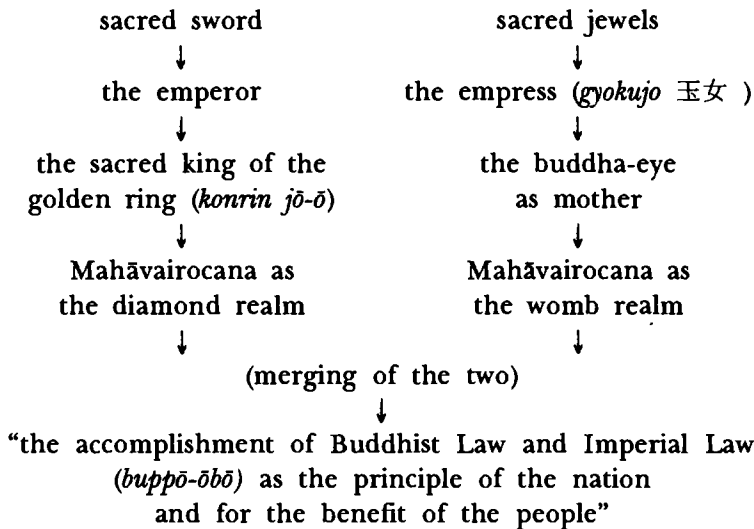 sacred sword
↓
the emperor
↓
the sacred king of the
golden ring (konrin jō-ō)
↓
Mahāvairocana as
the diamond realm
↓
sacred jewels
↓
the empress (gyokujo 玉女 )
↓
the buddha-eye
as mother
↓
Mahāvairocana as
the womb realm
↓
(merging of the two)
↓
“the accomplishment of Buddhist Law and Imperial Law
(buppō-ōbō) as the principle of the nation
and for the benefit of the people”